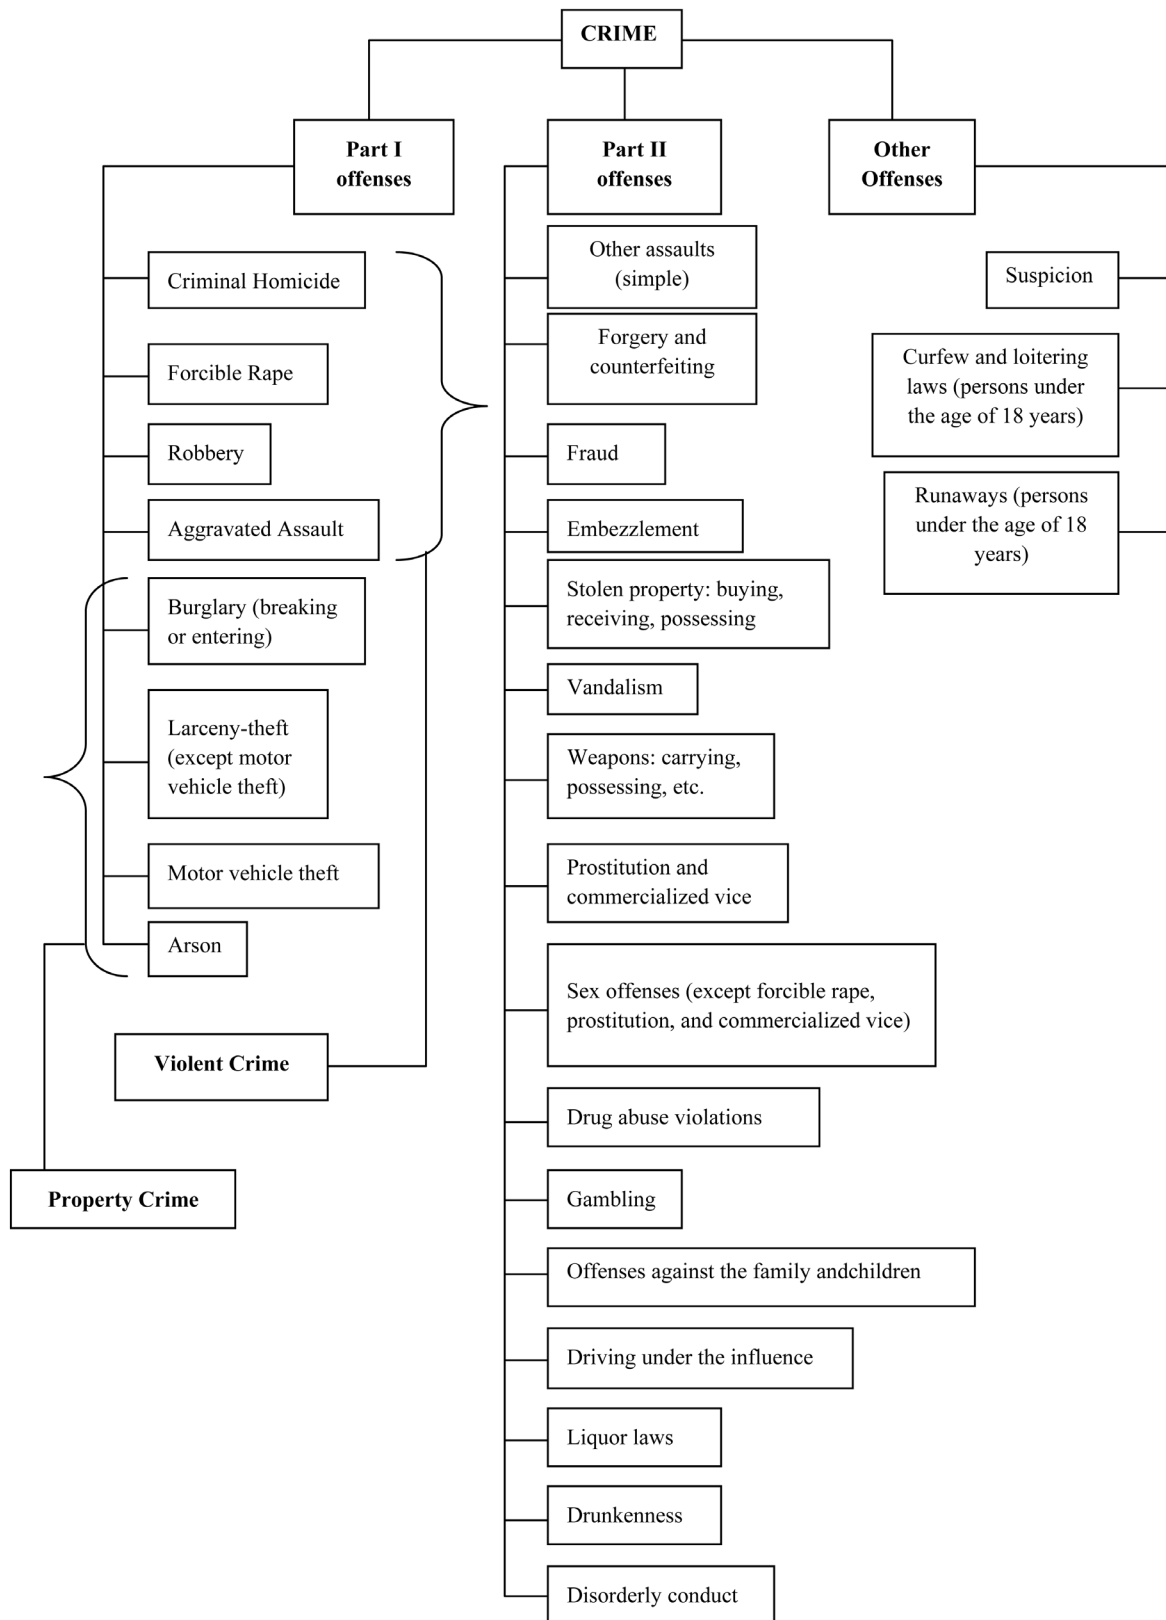 CRIME
Part I
offenses
Part II
offenses
Other
Offenses
Criminal Homicide
Forcible Rape
Robbery
Aggravated Assault
Burglary (breaking
or entering)
Larceny-theft
(except motor
vehicle theft)
Motor vehicle theft
Arson
Violent Crime
Property Crime
Other assaults
(simple)
Forgery and
counterfeiting
Fraud
Embezzlement
Stolen property: buying,
receiving, possessing
Vandalism
Weapons: carrying,
possessing, etc.
Prostitution and
commercialized vice
Sex offenses (except forcible rape,
prostitution, and commercialized vice)
Drug abuse violations
Gambling
Offenses against the family andchildren
Driving under the influence
Liquor laws
Drunkenness
Disorderly conduct
Suspicion
Curfew and loitering
laws (persons under
the age of 18 years)
Runaways (persons
under the age of 18
years)